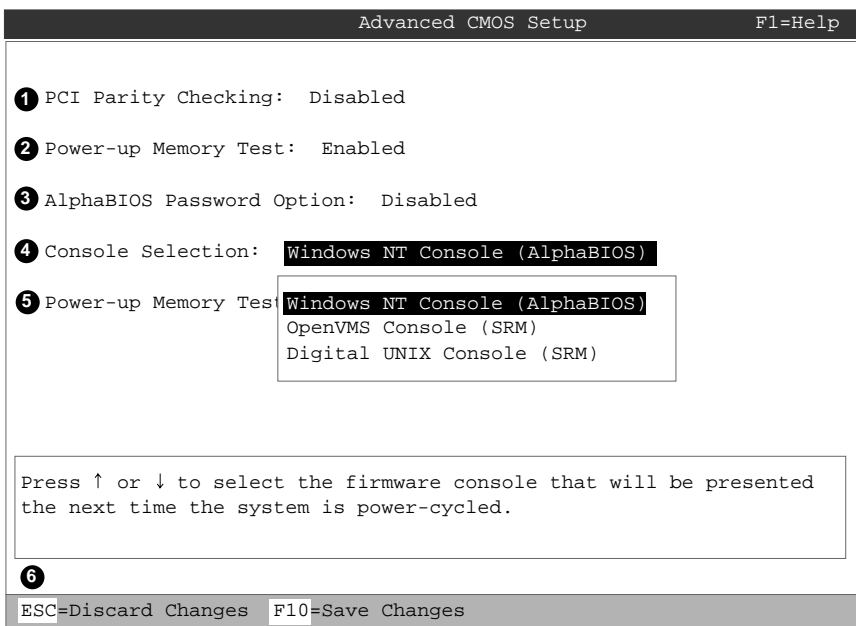 Advanced CMOS Setup F1=Help
1 PCI Parity Checking: Disabled
2 Power-up Memory Test: Enabled
3 AlphaBIOS Password Option: Disabled
4 Console Selection: Windows NT Console (AlphaBIOS)
5 Power-up Memory Test Windows NT Console (AlphaBIOS)
OpenVMS Console (SRM)
Digital UNIX Console (SRM)
Press ↑ or ↓ to select the firmware console that will be presented
the next time the system is power-cycled.
6
ESC=Discard Changes F10=Save Changes